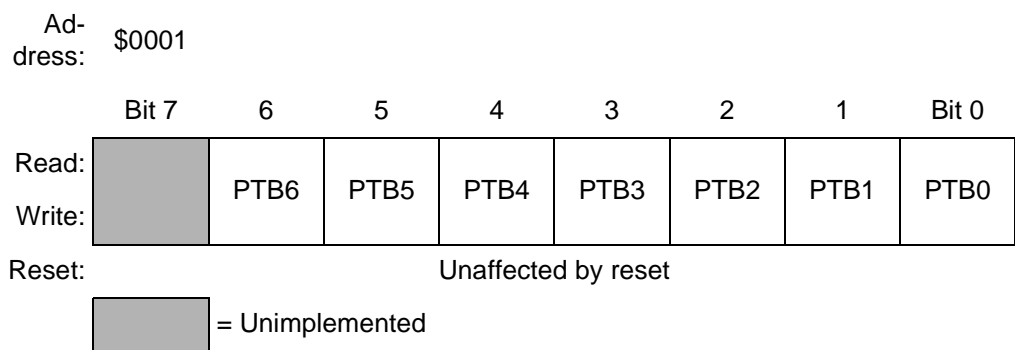 Ad-
dress: $0001
Bit 7 6 5 4 3 2 1 Bit 0
Read:
PTB6 PTB5 PTB4 PTB3 PTB2 PTB1 PTB0
Write:
Reset: Unaffected by reset
= Unimplemented